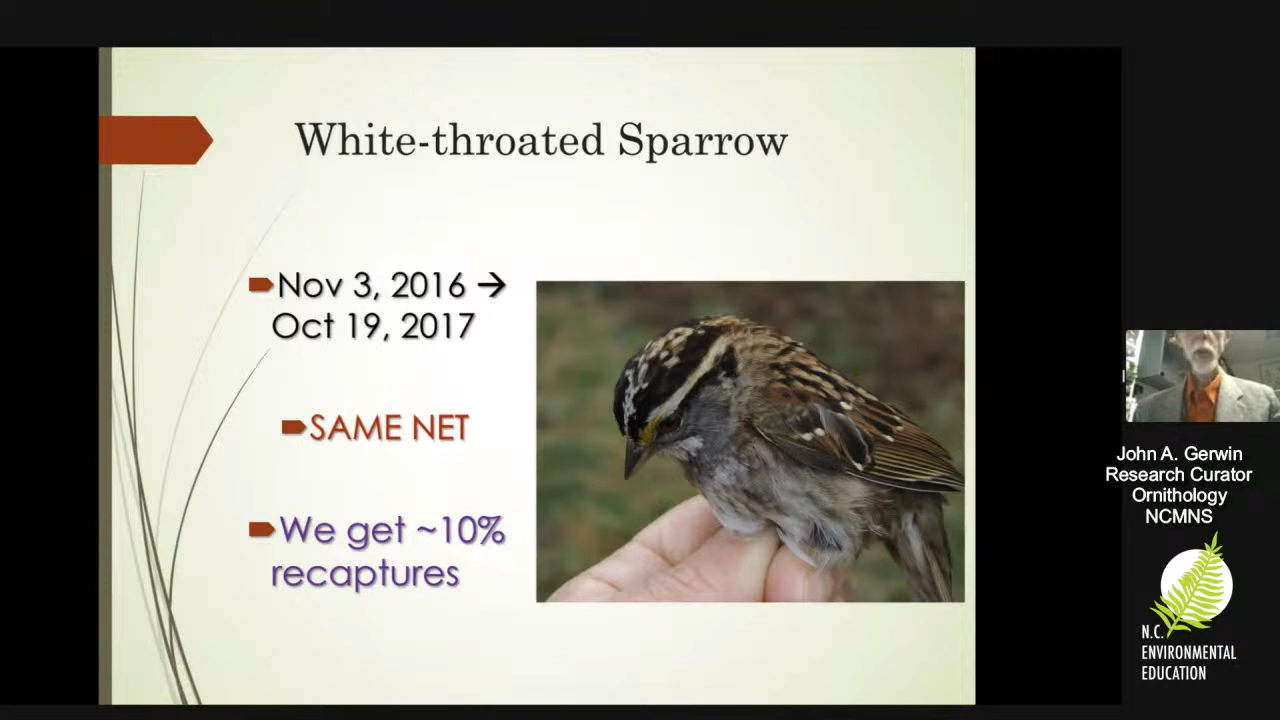 White-throated Sparrow
Nov 3, 2016 →
Oct 19, 2017
SAME NET
We get ~10%
recaptures
John A. Gerwin
Research Curator
Ornithology
NCMNS
N.C.
ENVIRONMENTAL
EDUCATION